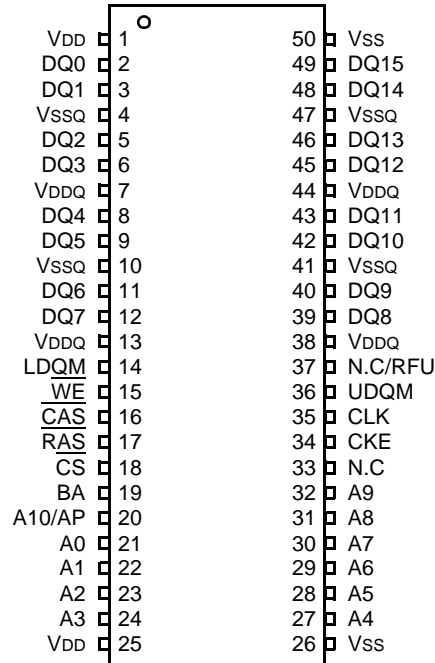 VDD 1 50 VSS
DQ0 2 49 DQ15
DQ1 3 48 DQ14
VSSQ 4 47 VSSQ
DQ2 5 46 DQ13
DQ3 6 45 DQ12
VDDQ 7 44 VDDQ
DQ4 8 43 DQ11
DQ5 9 42 DQ10
VSSQ 10 41 VSSQ
DQ6 11 40 DQ9
DQ7 12 39 DQ8
VDDQ 13 38 VDDQ
LDQM 14 37 N.C/RFU
WE 15 36 UDQM
CAS 16 35 CLK
RAS 17 34 CKE
CS 18 33 N.C
BA 19 32 A9
A10/AP 20 31 A8
A0 21 30 A7
A1 22 29 A6
A2 23 28 A5
A3 24 27 A4
VDD 25 26 VSS